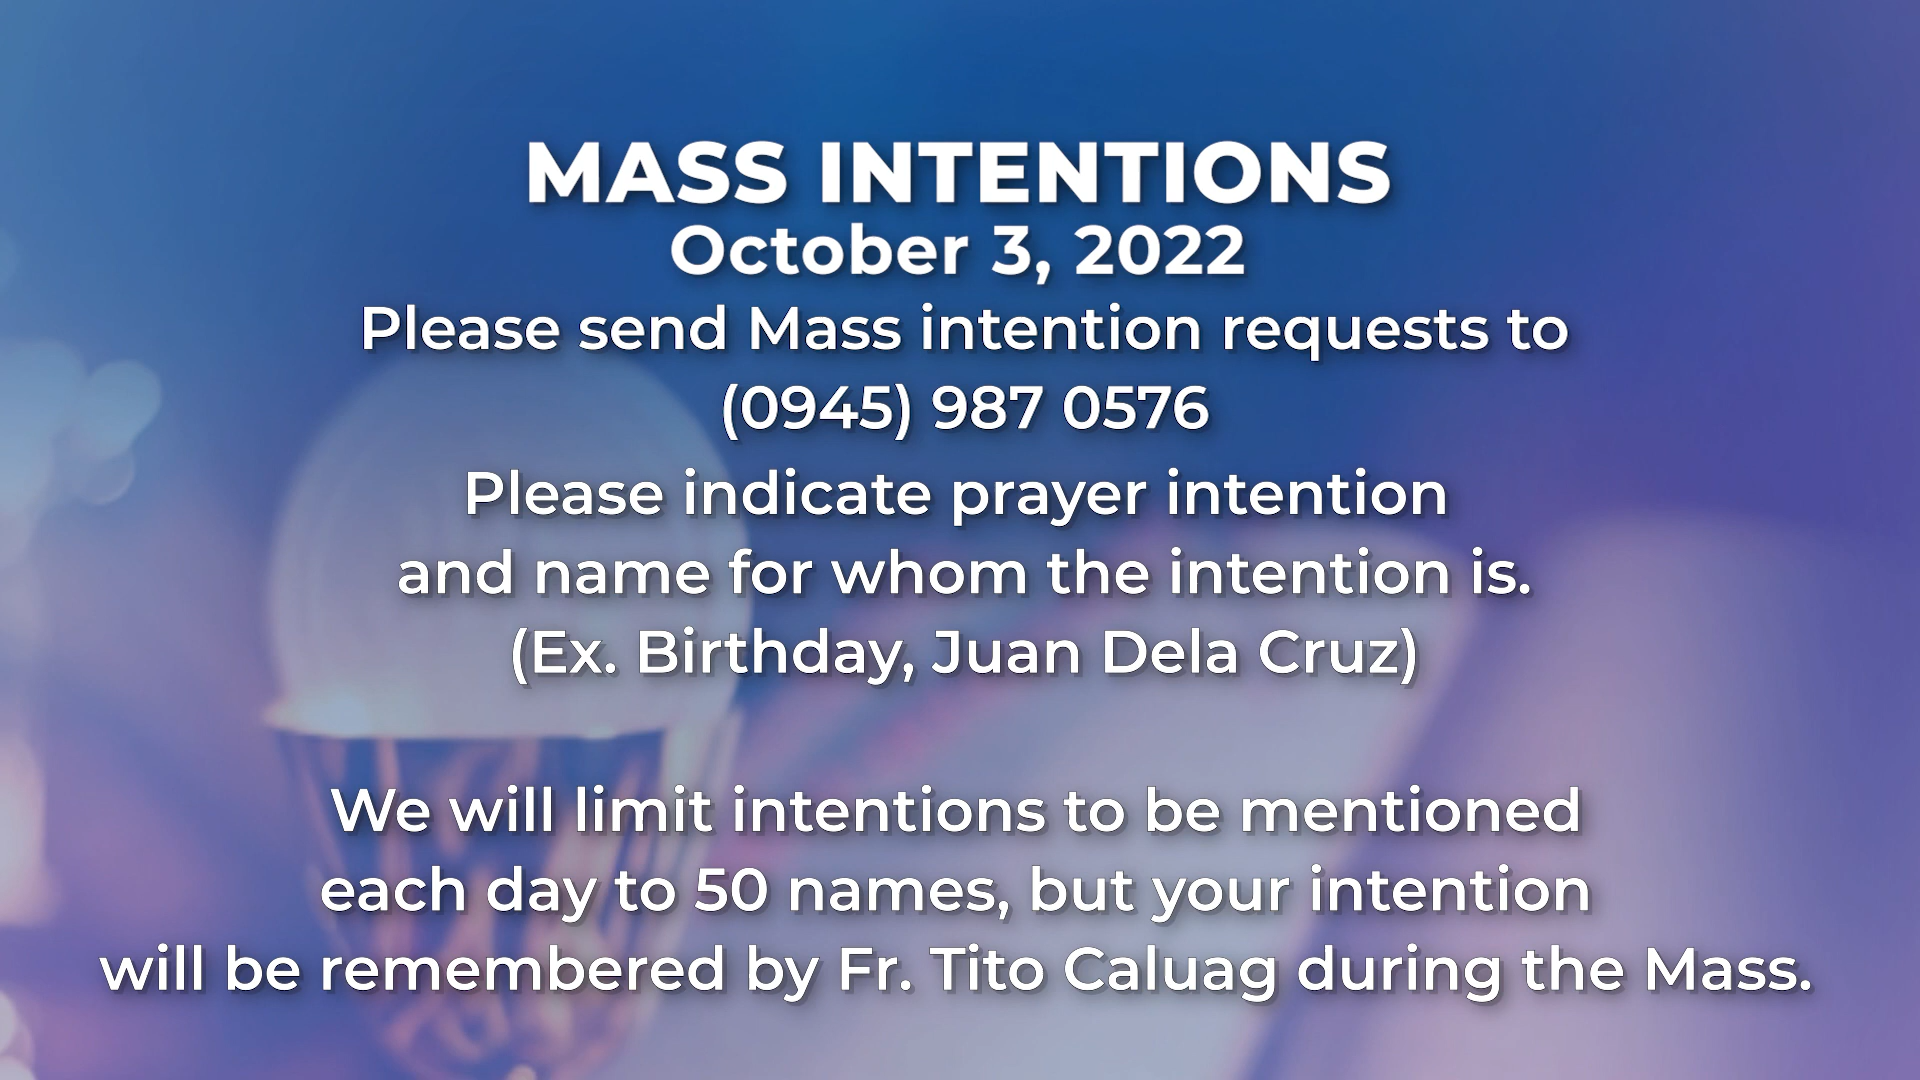 MASS INTENTIONS
October 3, 2022
Please send Mass intention requests to
(0945) 987 0576
Please indicate prayer intention
and name for whom the intention is.
(Ex. Birthday, Juan Dela Cruz)
We will limit intentions to be mentioned
each day to 50 names, but your intention
will be remembered by Fr. Tito Caluag during the Mass.